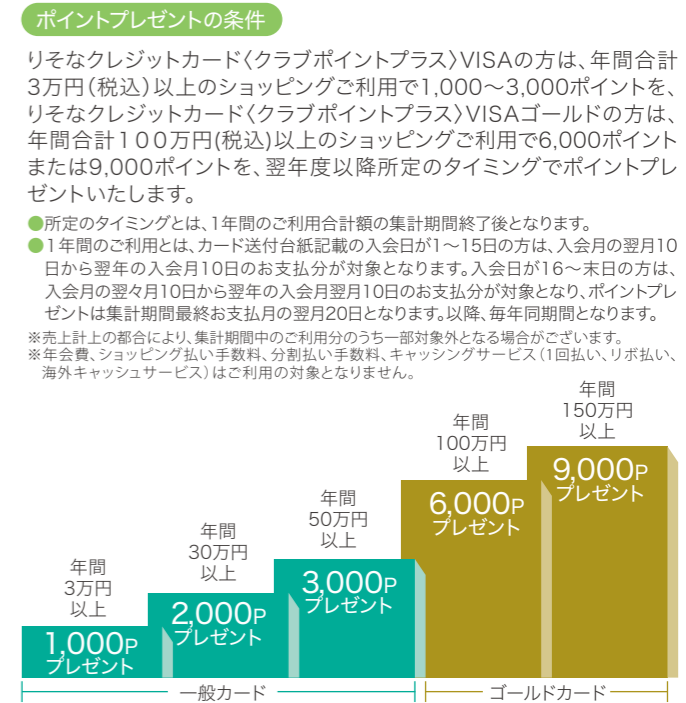 ポイントプレゼントの条件
りそなクレジットカード〈クラブポイントプラス〉VISAの方は、年間合計
3万円(税込)以上のショッピングご利用で1,000～3,000ポイントを、
りそなクレジットカード〈クラブポイントプラス〉VISAゴールドの方は、
年間合計100万円(税込)以上のショッピングご利用で6,000ポイント
または9,000ポイントを、翌年度以降所定のタイミングでポイントプレ
ゼントいたします。
●所定のタイミングとは、1年間のご利用合計額の集計期間終了後となります。
●1年間のご利用とは、カード送付台紙記載の入会日が1～15日の方は、入会月の翌月10
日から翌年の入会月10日のお支払分が対象となります。入会日が16～末日の方は、
入会月の翌々月10日から翌年の入会月翌月10日のお支払分が対象となり、ポイントプレ
ゼントは集計期間最終お支払月の翌月20日となります。以降、毎年同期間となります。
※売上計上の都合により、集計期間中のご利用分のうち一部対象外となる場合がございます。
※年会費、ショッピング払い手数料、分割払い手数料、キャッシングサービス(1回払い、リボ払い、
海外キャッシュサービス)はご利用の対象となりません。
年間
3万円
以上
1,000P
プレゼント
年間
30万円
以上
2,000P
プレゼント
年間
50万円
以上
3,000P
プレゼント
年間
100万円
以上
6,000P
プレゼント
年間
150万円
以上
9,000P
プレゼント
一般カード
ゴールドカード